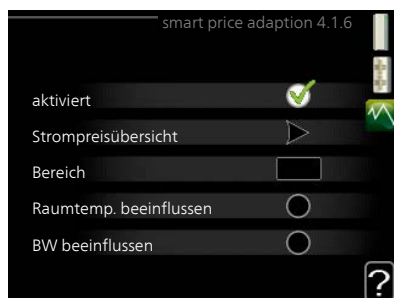 smart price adaption 4.1.6
aktiviert
Strompreisübersicht
Bereich
Raumtemp. beeinflussen
BW beeinflussen
?